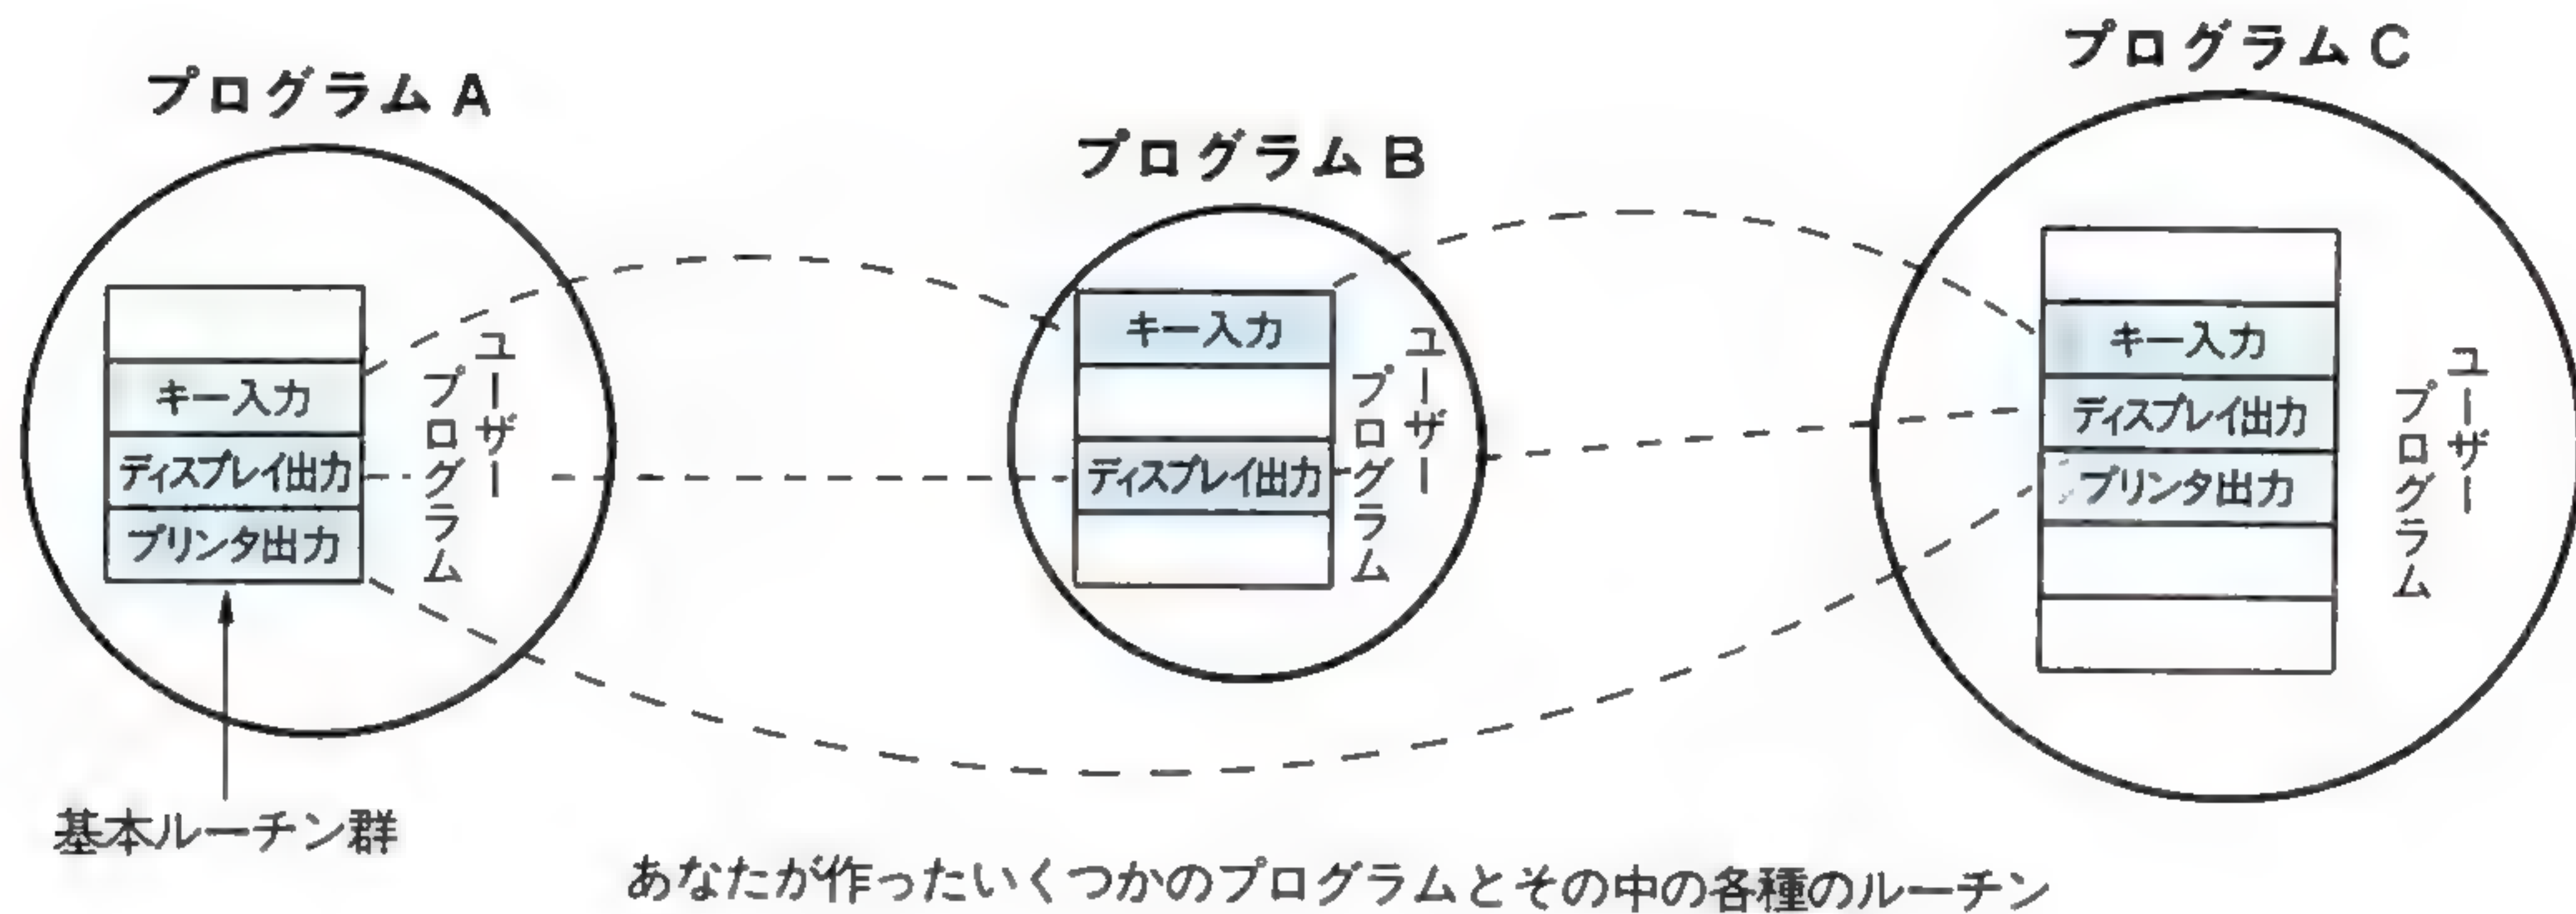 プログラム A
キー入力
ディスプレイ出力
プリンタ出力
ユーザー
プログラム
基本ルーチン群
プログラム B
キー入力
ディスプレイ出力
ユーザー
プログラム
プログラム C
キー入力
ディスプレイ出力
プリンタ出力
ユーザー
プログラム
あなたが作ったいくつかのプログラムとその中の各種のルーチン